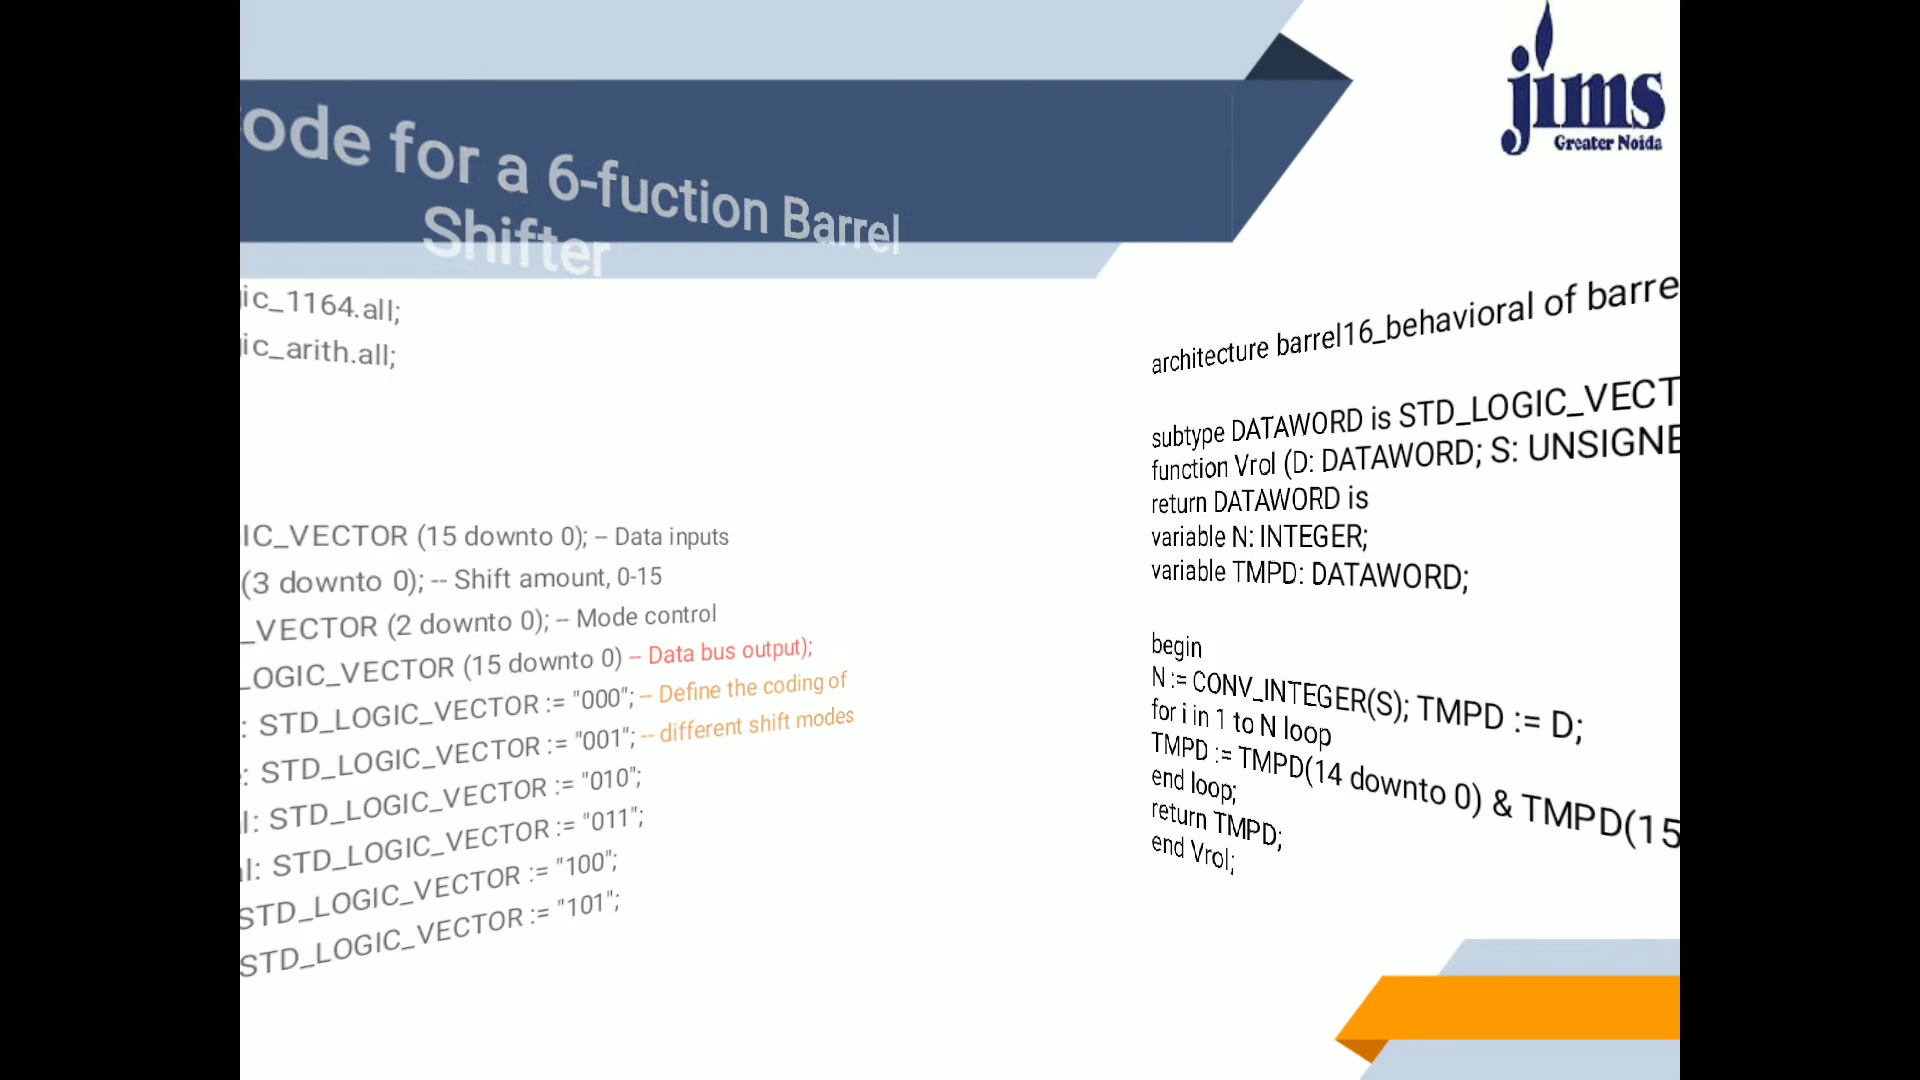 ode for a 6-fuction Barrel
Shifter
jims
Greater Noida
ic_1164.all;
ic_arith.all;
IC_VECTOR (15 downto 0); – Data inputs
(3 downto 0); -- Shift amount, 0-15
_VECTOR (2 downto 0); – Mode control
LOGIC_VECTOR (15 downto 0) – Data bus output);
: STD_LOGIC_VECTOR := "000"; – Define the coding of
: STD_LOGIC_VECTOR := "001"; -- different shift modes
l: STD_LOGIC_VECTOR := "010";
al: STD_LOGIC_VECTOR := "011";
STD_LOGIC_VECTOR := "100";
STD_LOGIC_VECTOR := "101";
architecture barrel16_behavioral of barre
subtype DATAWORD is STD_LOGIC_VECT
function Vrol (D: DATAWORD; S: UNSIGNE
return DATAWORD is
variable N: INTEGER;
variable TMPD: DATAWORD;
begin
N := CONV_INTEGER(S); TMPD := D;
for i in 1 to N loop
TMPD := TMPD(14 downto 0) & TMPD(15
end loop;
return TMPD;
end Vrol;